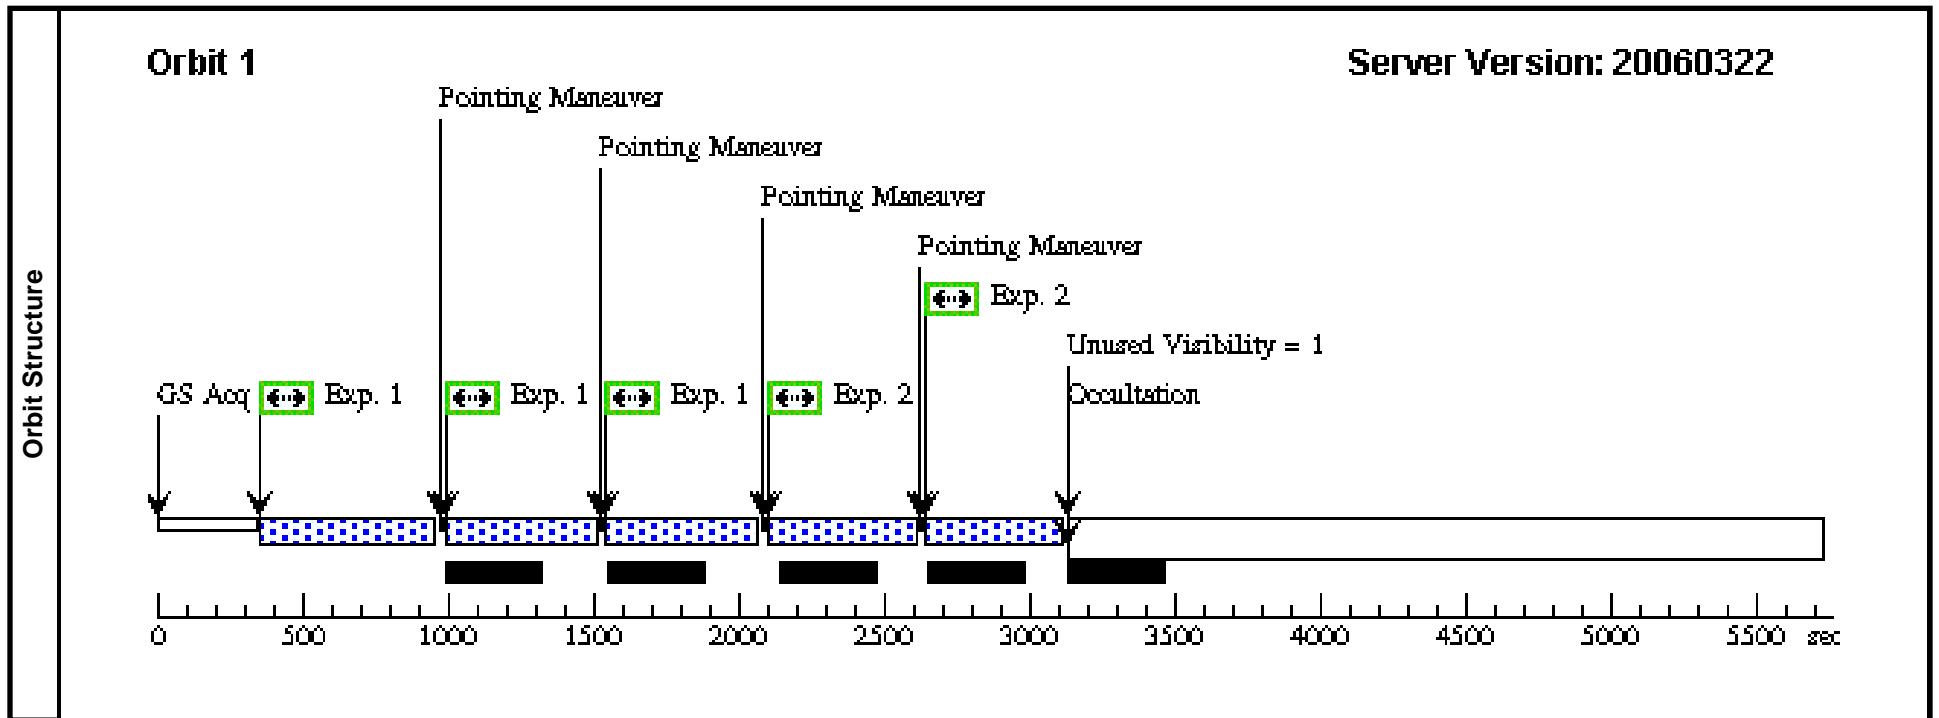 Orbit 1
Server Version: 20060322
Pointing Maneuver
Pointing Maneuver
Pointing Maneuver
Pointing Maneuver
Exp. 2
Unused Visibility = 1
GS Acq
Exp. 1
Exp. 1
Exp. 1
Exp. 2
Occultation
Orbit Structure
0 500 1000 1500 2000 2500 3000 3500 4000 4500 5000 5500 sec